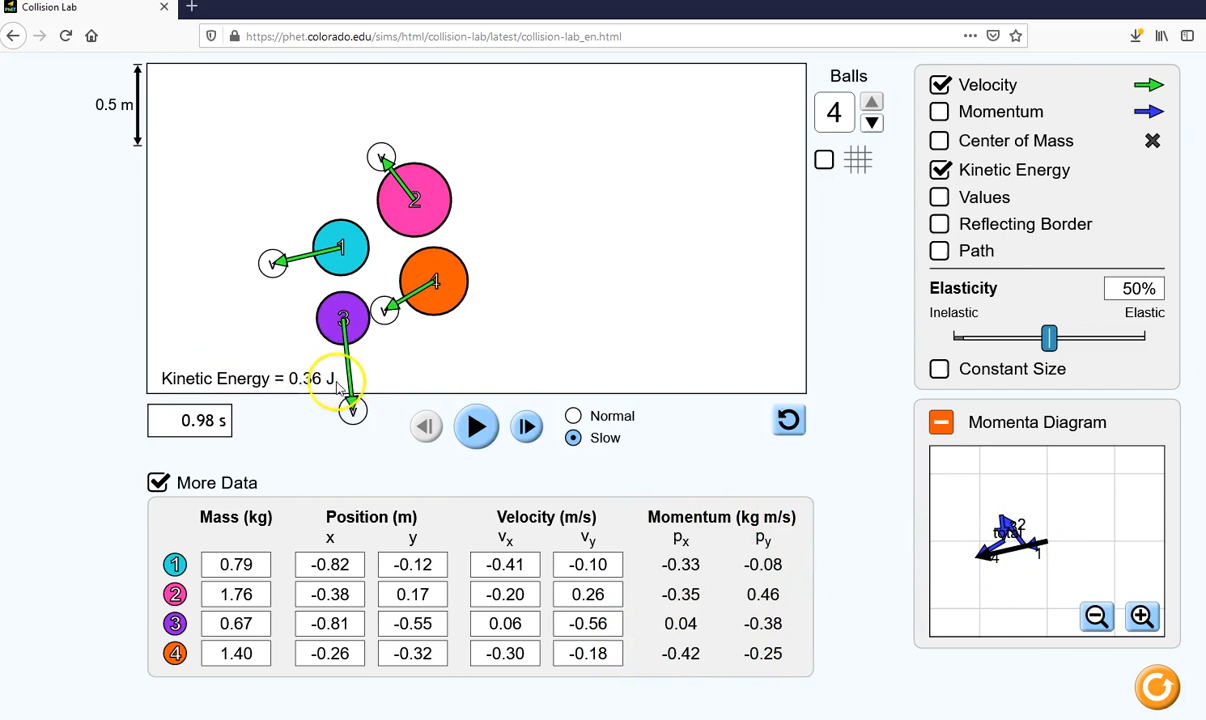 Collision Lab
https://phet.colorado.edu/sims/html/collision-lab/latest/collision-lab_en.html
0.5 m
Balls
4
v
2
1
v
4
v
3
v
Kinetic Energy = 0.36 J
0.98 s
Normal
Slow
Velocity
Momentum
Center of Mass
Kinetic Energy
Values
Reflecting Border
Path
Elasticity 50%
Inelastic Elastic
Constant Size
Momenta Diagram
2
total
4 1
More Data
Mass (kg) Position (m) Velocity (m/s) Momentum (kg m/s)
x y vx vy px py
1 0.79 -0.82 -0.12 -0.41 -0.10 -0.33 -0.08
2 1.76 -0.38 0.17 -0.20 0.26 -0.35 0.46
3 0.67 -0.81 -0.55 0.06 -0.56 0.04 -0.38
4 1.40 -0.26 -0.32 -0.30 -0.18 -0.42 -0.25